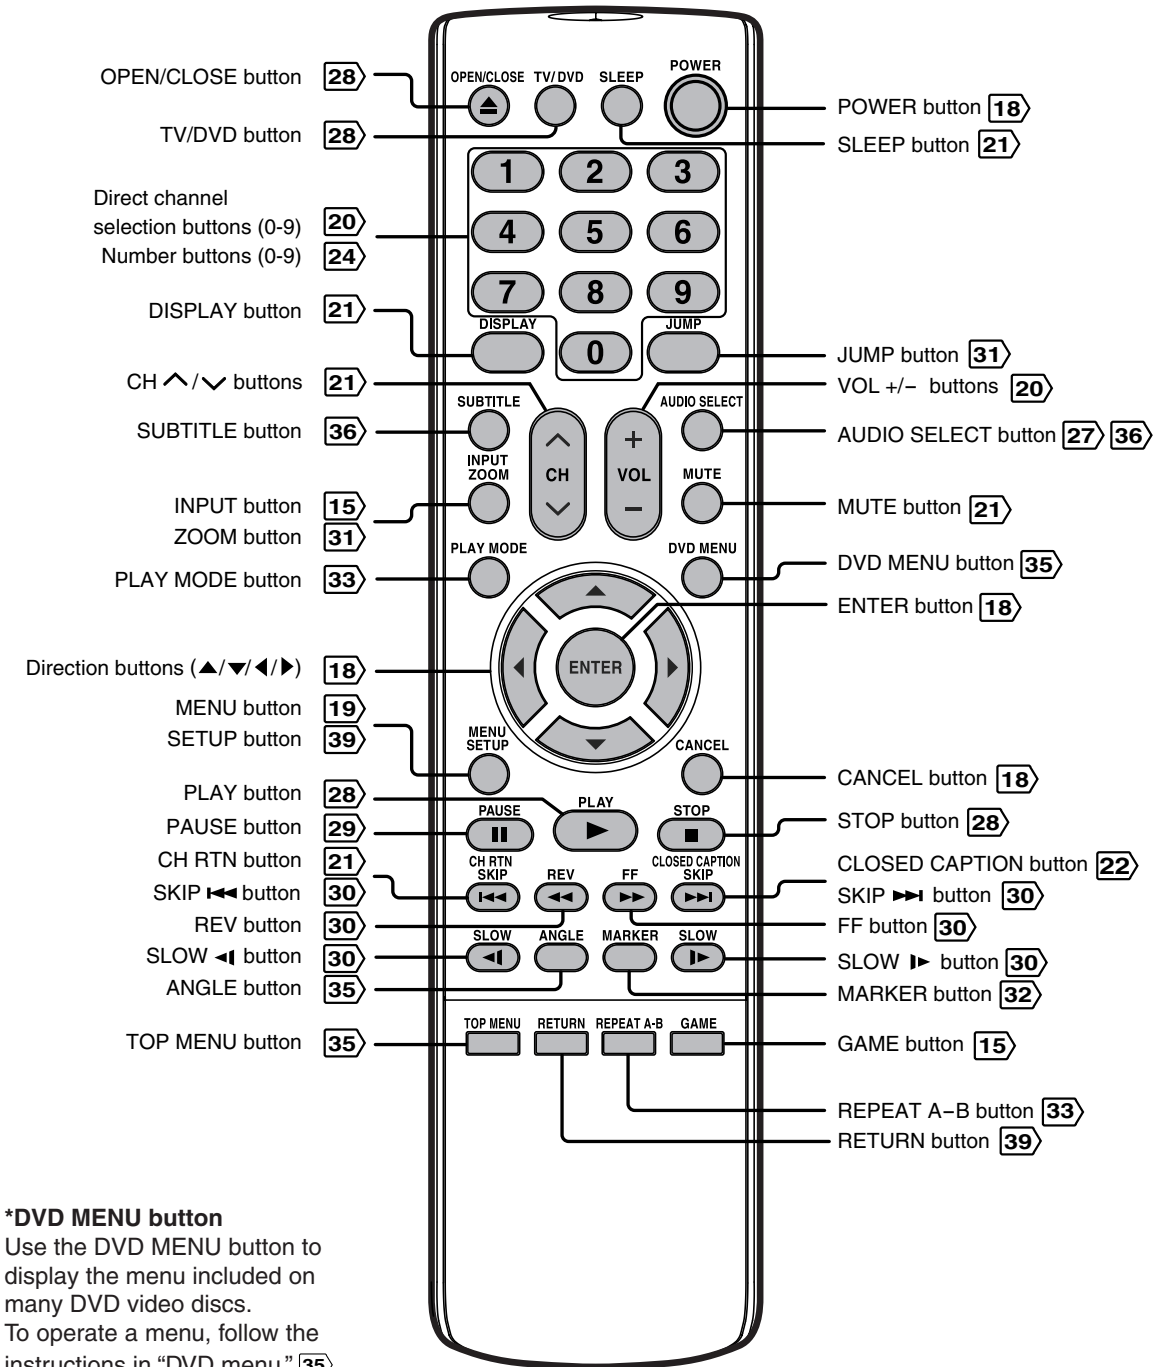 OPEN/CLOSE button 28
TV/DVD button 28
Direct channel
selection buttons (0-9) 20
Number buttons (0-9) 24
DISPLAY button 21
CH / buttons 21
SUBTITLE button 36
INPUT button 15
ZOOM button 31
PLAY MODE button 33
Direction buttons (▲/▼/◀/▶) 18
MENU button 19
SETUP button 39
PLAY button 28
PAUSE button 29
CH RTN button 21
SKIP button 30
REV button 30
SLOW button 30
ANGLE button 35
TOP MENU button 35
OPEN/CLOSE TV/DVD SLEEP POWER
1 2 3
4 5 6
7 8 9
DISPLAY 0 JUMP
SUBTITLE AUDIO SELECT
+
INPUT
ZOOM CH VOL MUTE
−
PLAY MODE DVD MENU
ENTER
MENU
SETUP CANCEL
PAUSE PLAY STOP
CH RTN CLOSED CAPTION
SKIP REV FF SKIP
SLOW ANGLE MARKER SLOW
TOP MENU RETURN REPEAT A-B GAME
POWER button 18
SLEEP button 21
JUMP button 31
VOL +/− buttons 20
AUDIO SELECT button 27 36
MUTE button 21
DVD MENU button 35
ENTER button 18
CANCEL button 18
STOP button 28
CLOSED CAPTION button 22
SKIP button 30
FF button 30
SLOW button 30
MARKER button 32
GAME button 15
REPEAT A−B button 33
RETURN button 39
*DVD MENU button
Use the DVD MENU button to
display the menu included on
many DVD video discs.
To operate a menu, follow the
instructions in “DVD menu.” 35